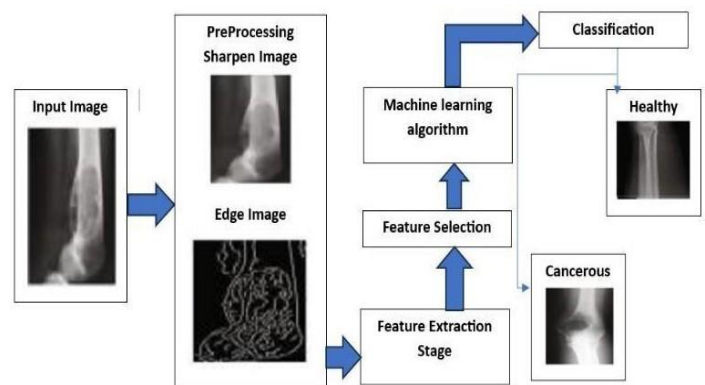 Input Image
PreProcessing
Sharpen Image
Edge Image
Feature Extraction
Stage
Feature Selection
Machine learning
algorithm
Classification
Healthy
Cancerous